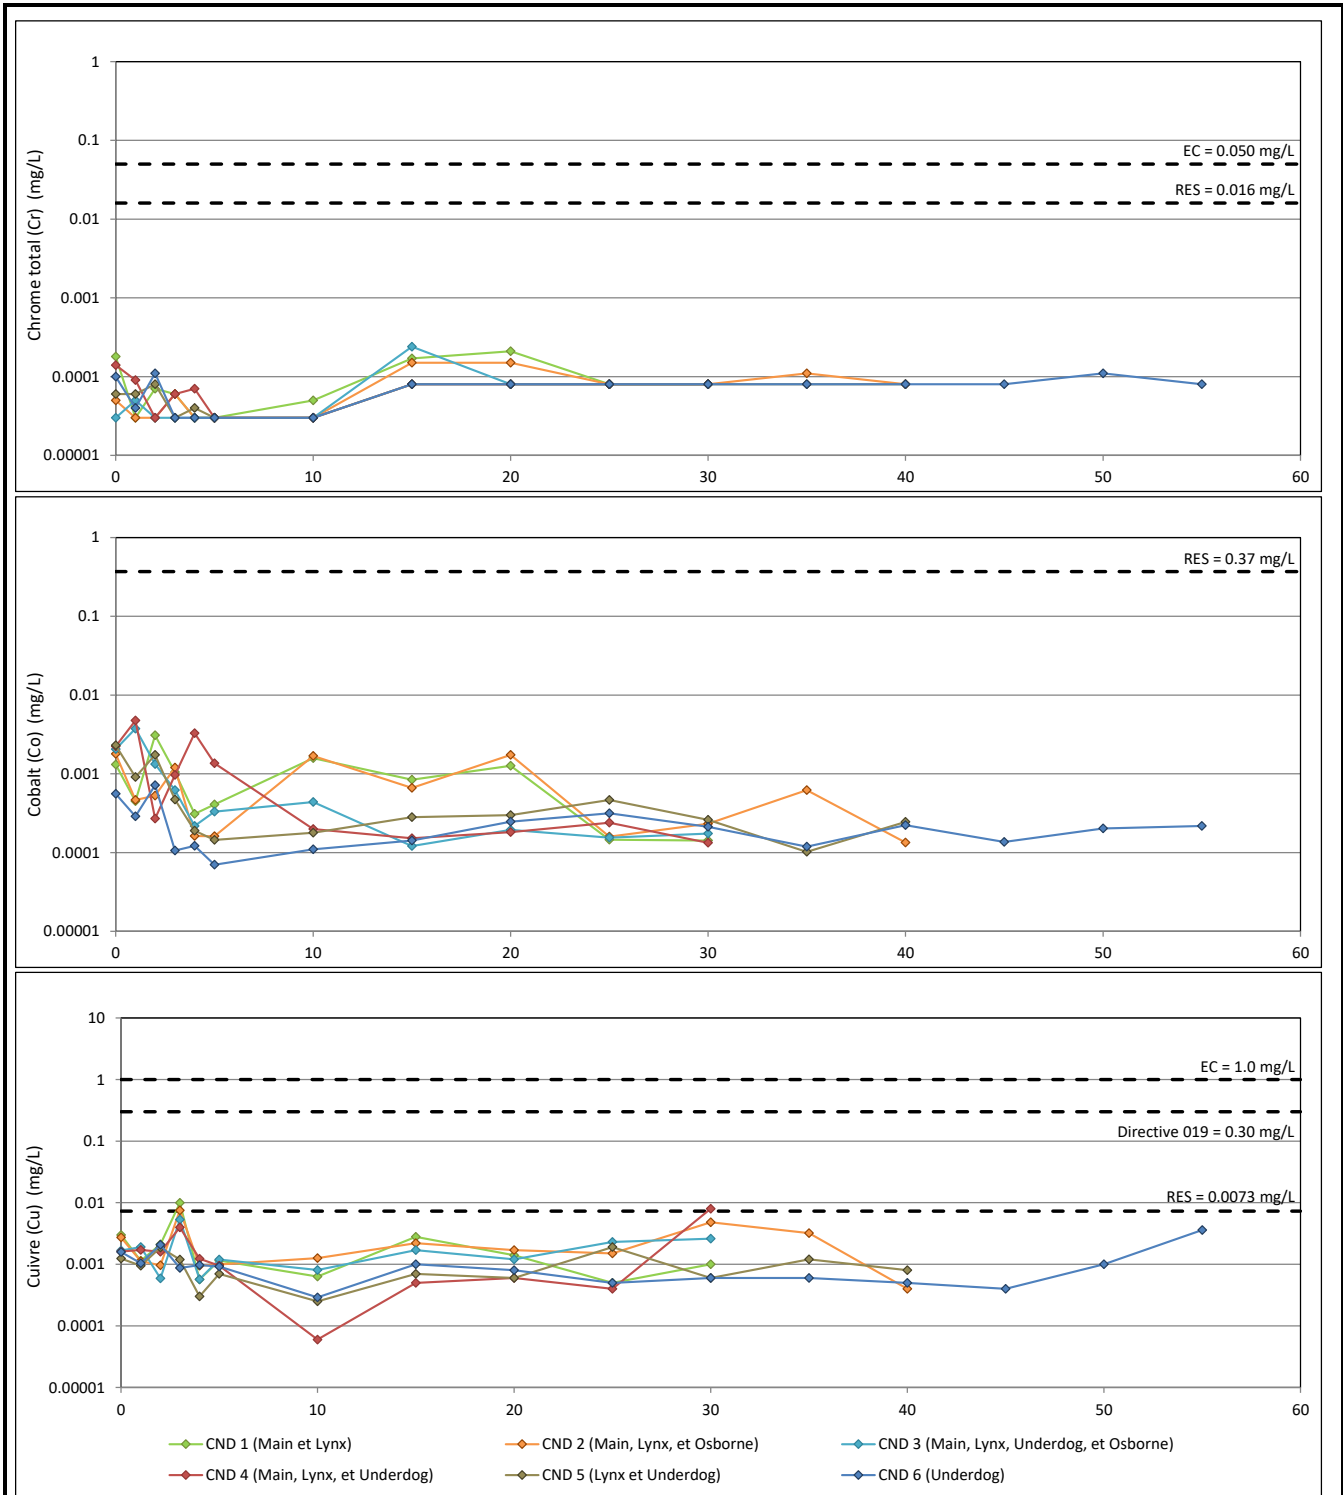 Chrome total (Cr) (mg/L)
1
0.1
0.01
0.001
0.0001
0.00001
EC = 0.050 mg/L
RES = 0.016 mg/L
0 10 20 30 40 50 60
Cobalt (Co) (mg/L)
1
0.1
0.01
0.001
0.0001
0.00001
RES = 0.37 mg/L
0 10 20 30 40 50 60
Cuivre (Cu) (mg/L)
10
1
0.1
0.01
0.001
0.0001
0.00001
EC = 1.0 mg/L
Directive 019 = 0.30 mg/L
RES = 0.0073 mg/L
0 10 20 30 40 50 60
CND 1 (Main et Lynx) CND 2 (Main, Lynx, et Osborne) CND 3 (Main, Lynx, Underdog, et Osborne)
CND 4 (Main, Lynx, et Underdog) CND 5 (Lynx et Underdog) CND 6 (Underdog)